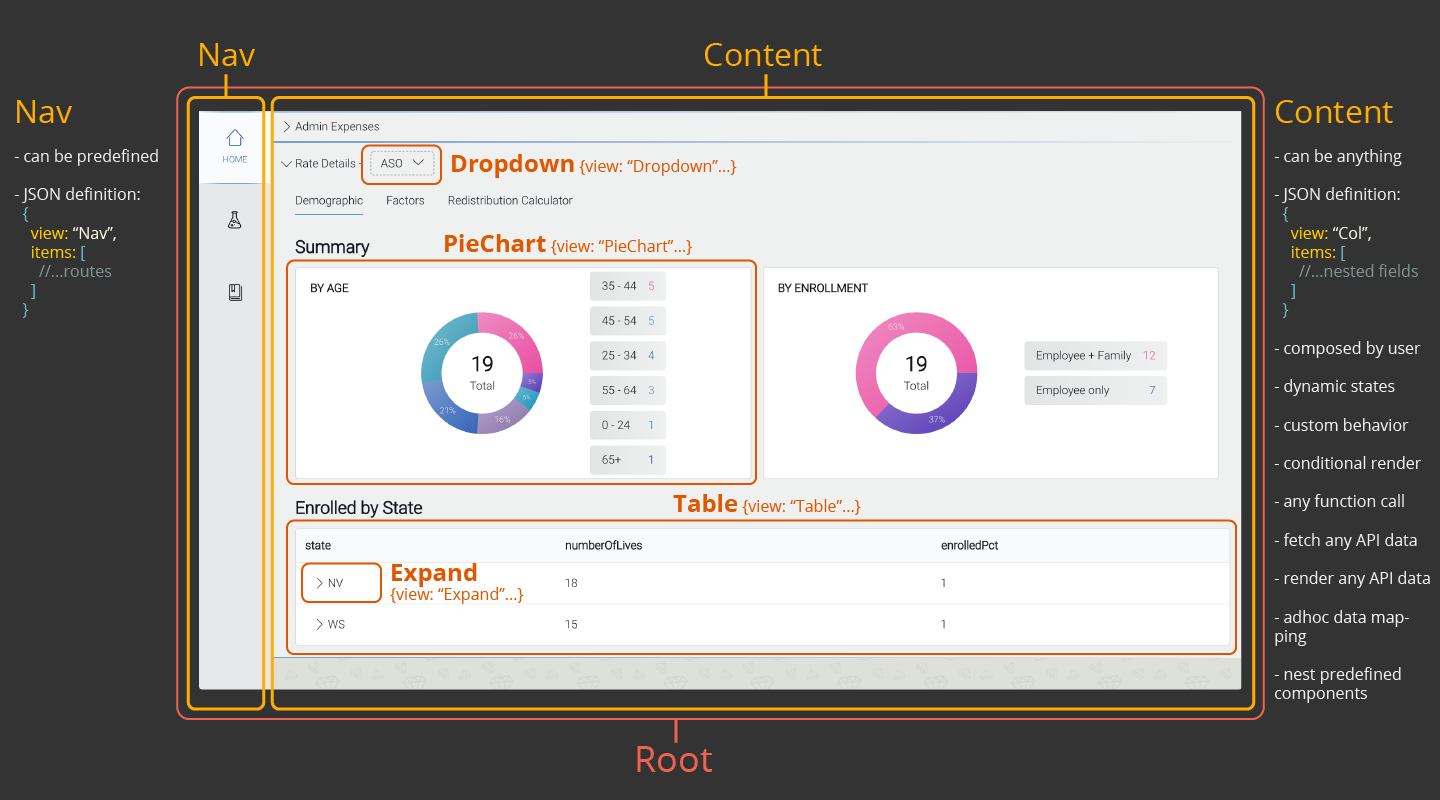 Nav
Content
Nav
- can be predefined
- JSON definition:
{
view: “Nav”,
items: [
//...routes
]
}
HOME
Admin Expenses
Rate Details -
ASO
Dropdown {view: “Dropdown”...}
Demographic
Factors
Redistribution Calculator
Summary
PieChart {view: “PieChart”...}
BY AGE
26%
26%
5%
5%
16%
21%
19
Total
35 - 44 5
45 - 54 5
25 - 34 4
55 - 64 3
0 - 24 1
65+ 1
BY ENROLLMENT
63%
37%
19
Total
Employee + Family 12
Employee only 7
Enrolled by State
Table {view: “Table”...}
state numberOfLives enrolledPct
NV 18 1
Expand
{view: “Expand”...}
WS 15 1
Root
Content
- can be anything
- JSON definition:
{
view: “Col”,
items: [
//...nested fields
]
}
- composed by user
- dynamic states
- custom behavior
- conditional render
- any function call
- fetch any API data
- render any API data
- adhoc data map-
ping
- nest predefined
components